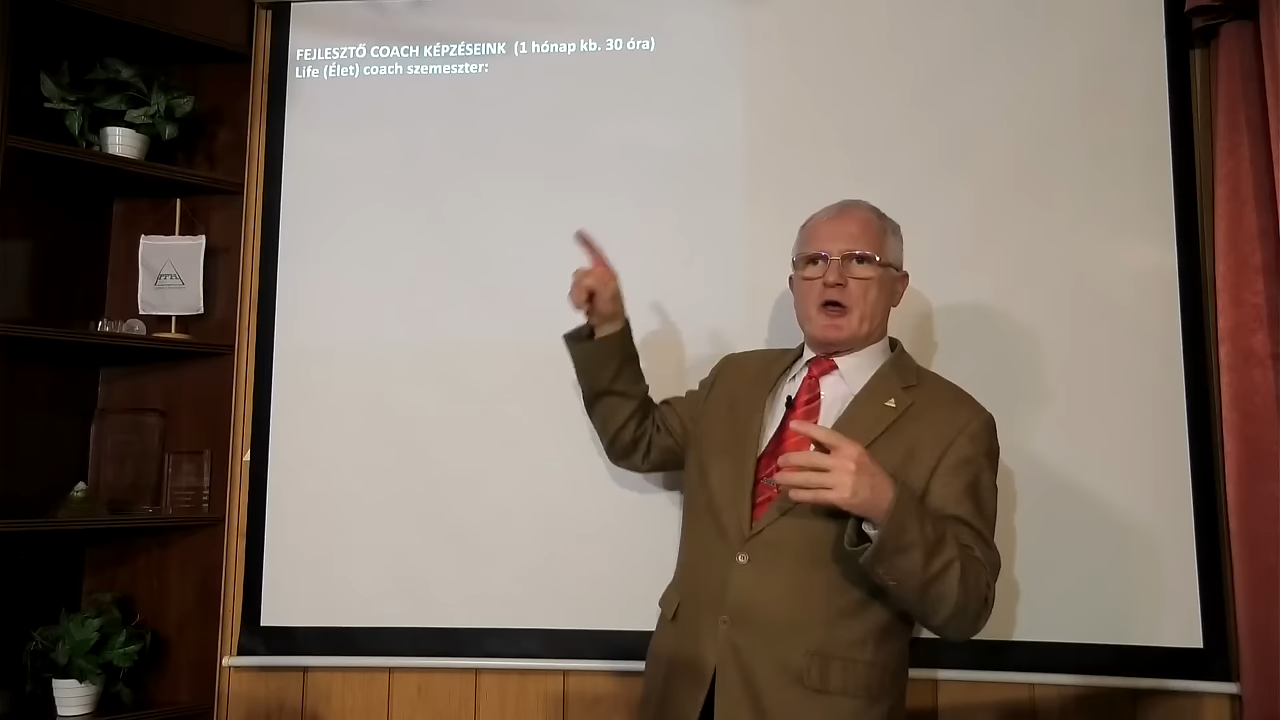 FEJLESZTŐ COACH KÉPZÉSEINK (1 hónap kb. 30 óra)
Life (Élet) coach szemeszter: